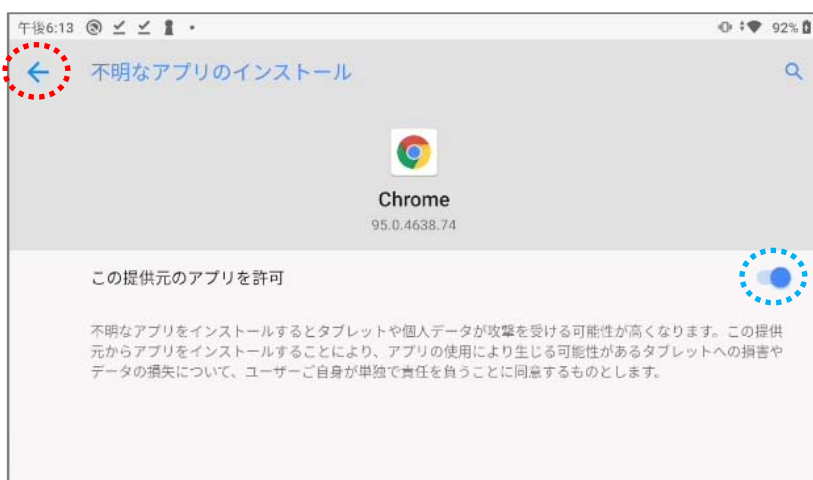 午後6:13 92%
不明なアプリのインストール
Chrome
95.0.4638.74
この提供元のアプリを許可
不明なアプリをインストールするとタブレットや個人データが攻撃を受ける可能性が高くなります。この提供
元からアプリをインストールすることにより、アプリの使用により生じる可能性があるタブレットへの損害や
データの損失について、ユーザーご自身が単独で責任を負うことに同意するものとします。